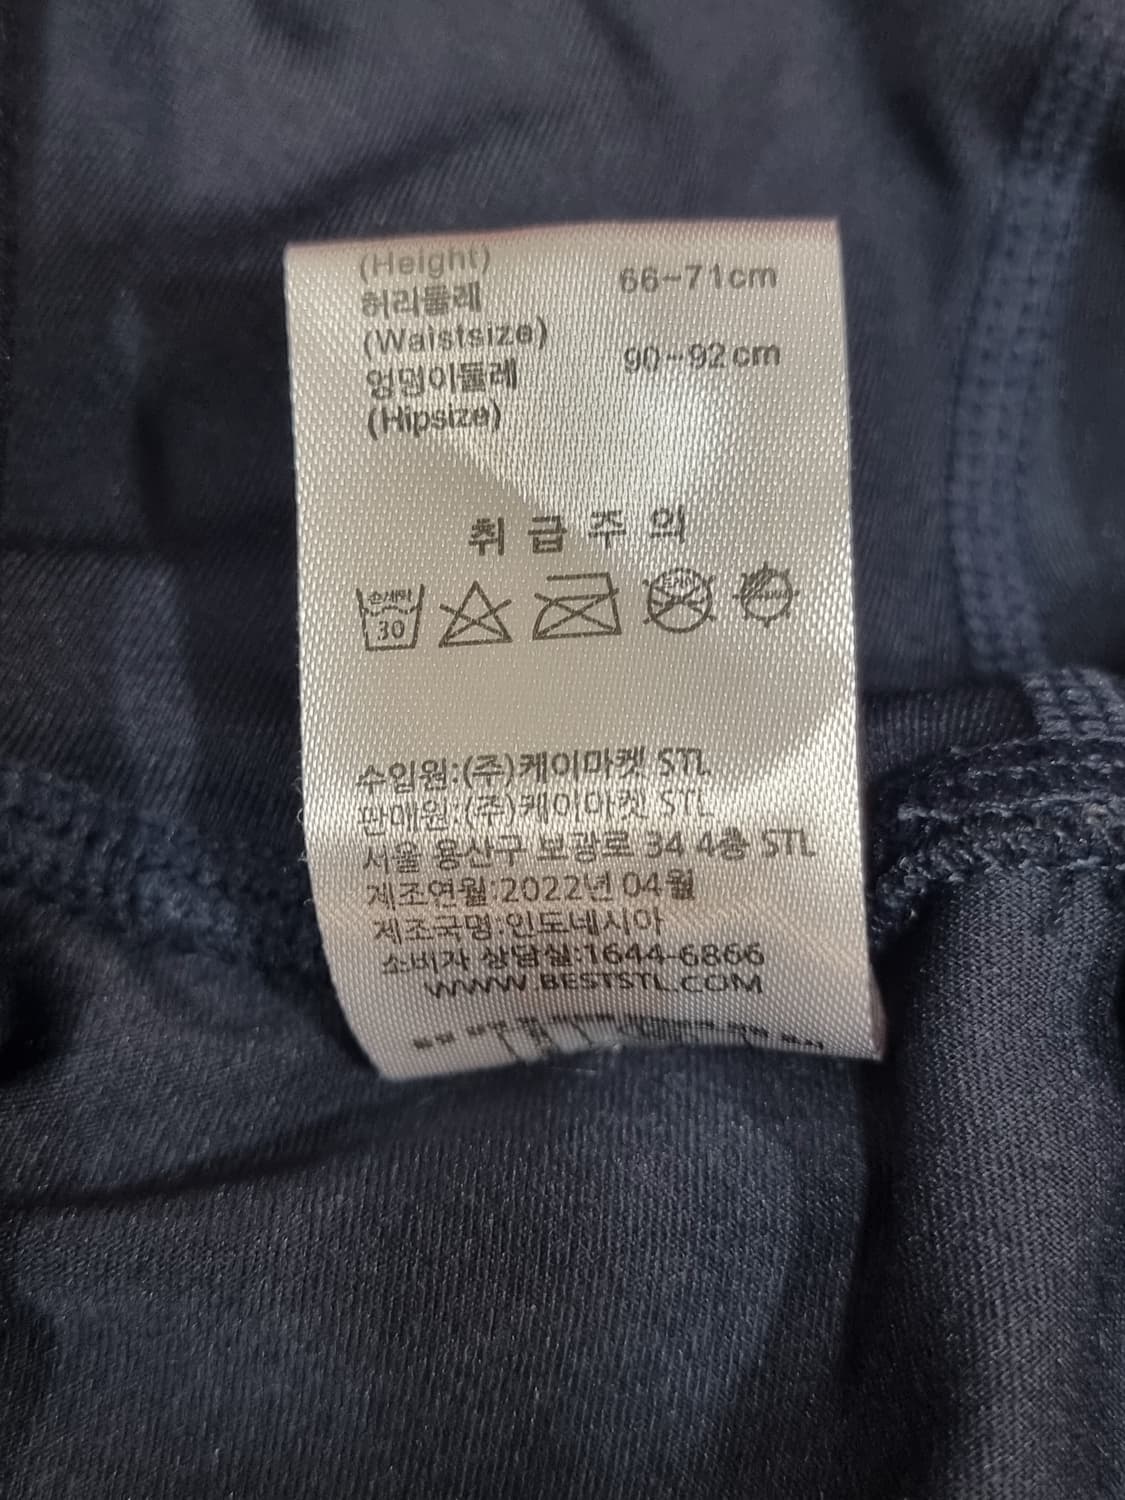 (Height)
허리둘레 66-71cm
(Waistsize)
엉덩이둘레 90-92cm
(Hipsize)
취급주의
손세탁
30
수입원:(주)케이마켓 STL
판매원:(주)케이마켓 STL
서울 용산구 보광로 34 4층 STL
제조연월:2022년 04월
제조국명:인도네시아
소비자 상담실:1644-6866
WWW.BESTSTL.COM